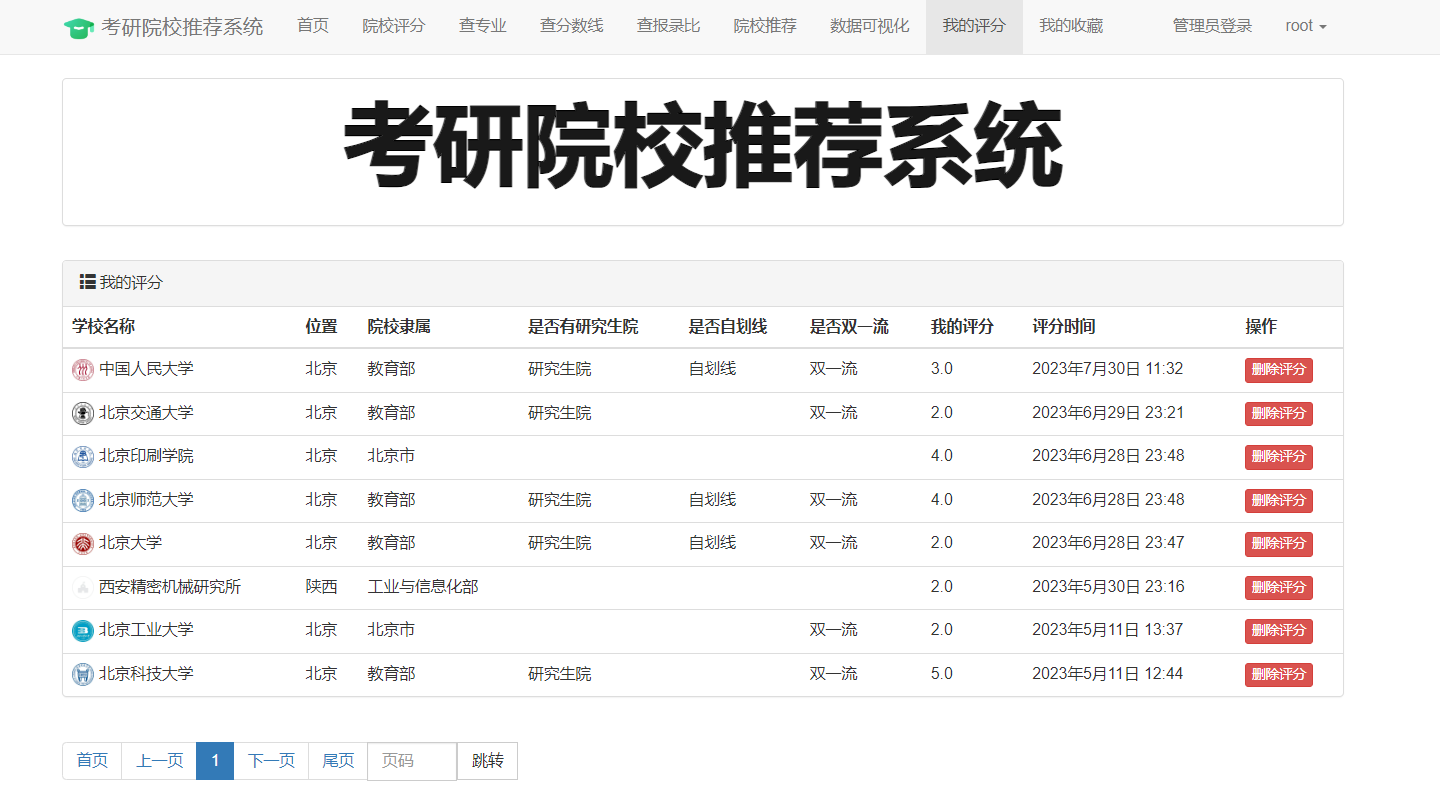 考研院校推荐系统 首页 院校评分 查专业 查分数线 查报录比 院校推荐 数据可视化 我的评分 我的收藏 管理员登录 root
考研院校推荐系统
我的评分
学校名称 位置 院校隶属 是否有研究生院 是否自划线 是否双一流 我的评分 评分时间 操作
中国人民大学 北京 教育部 研究生院 自划线 双一流 3.0 2023年7月30日 11:32 删除评分
北京交通大学 北京 教育部 研究生院 双一流 2.0 2023年6月29日 23:21 删除评分
北京印刷学院 北京 北京市 4.0 2023年6月28日 23:48 删除评分
北京师范大学 北京 教育部 研究生院 自划线 双一流 4.0 2023年6月28日 23:48 删除评分
北京大学 北京 教育部 研究生院 自划线 双一流 2.0 2023年6月28日 23:47 删除评分
西安精密机械研究所 陕西 工业与信息化部 2.0 2023年5月30日 23:16 删除评分
北京工业大学 北京 北京市 双一流 2.0 2023年5月11日 13:37 删除评分
北京科技大学 北京 教育部 研究生院 双一流 5.0 2023年5月11日 12:44 删除评分
首页 上一页 1 下一页 尾页 页码 跳转